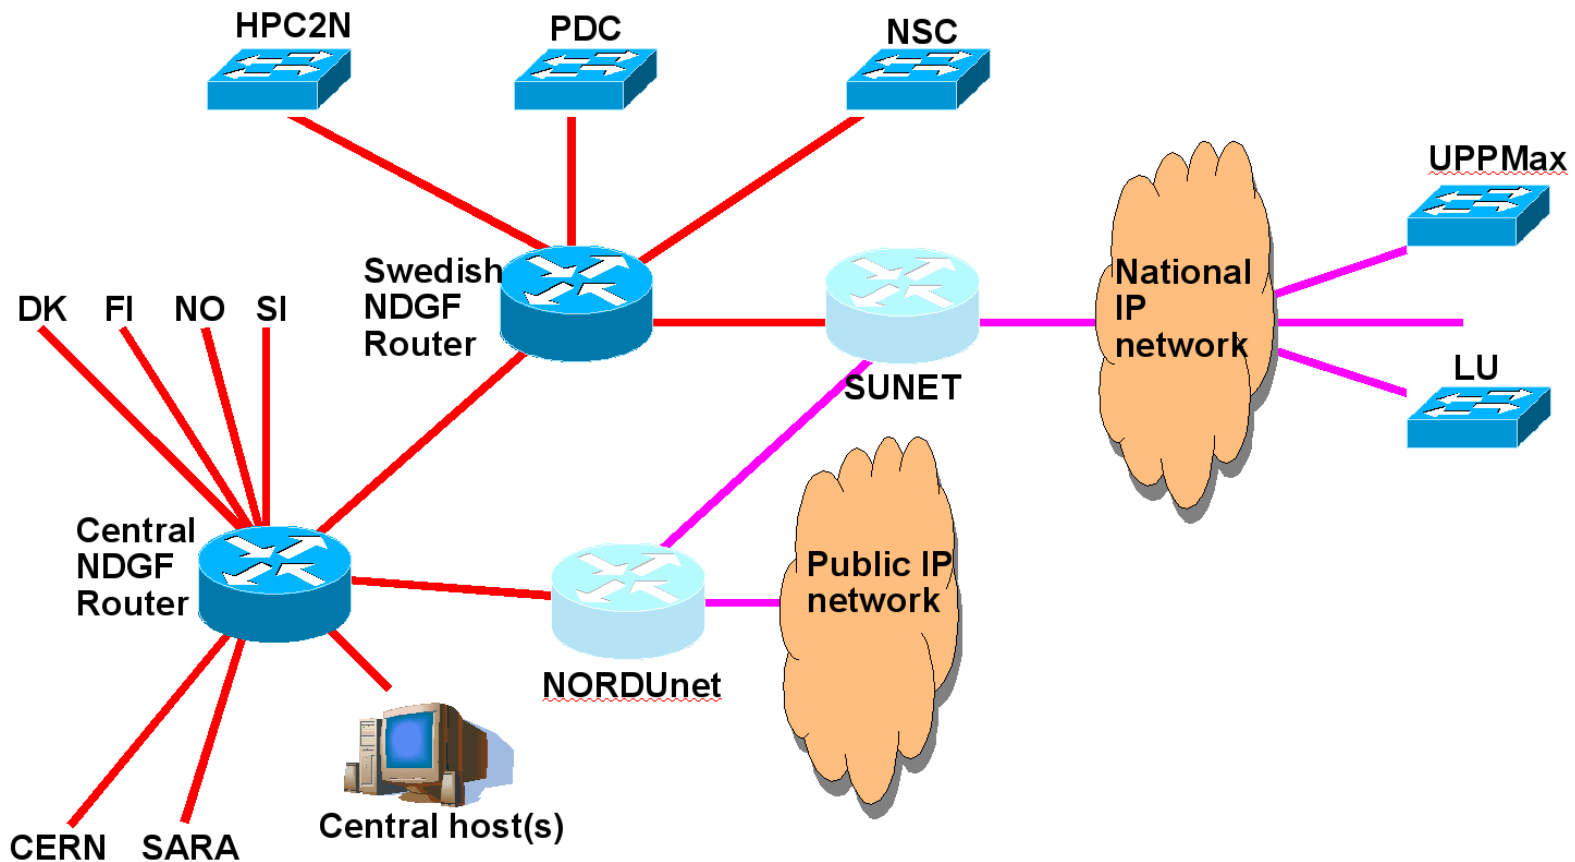 HPC2N
PDC
NSC
UPPMax
Swedish
NDGF
Router
National
IP
network
DK
FI
NO
SI
SUNET
LU
Central
NDGF
Router
Public IP
network
NORDUnet
Central host(s)
CERN
SARA